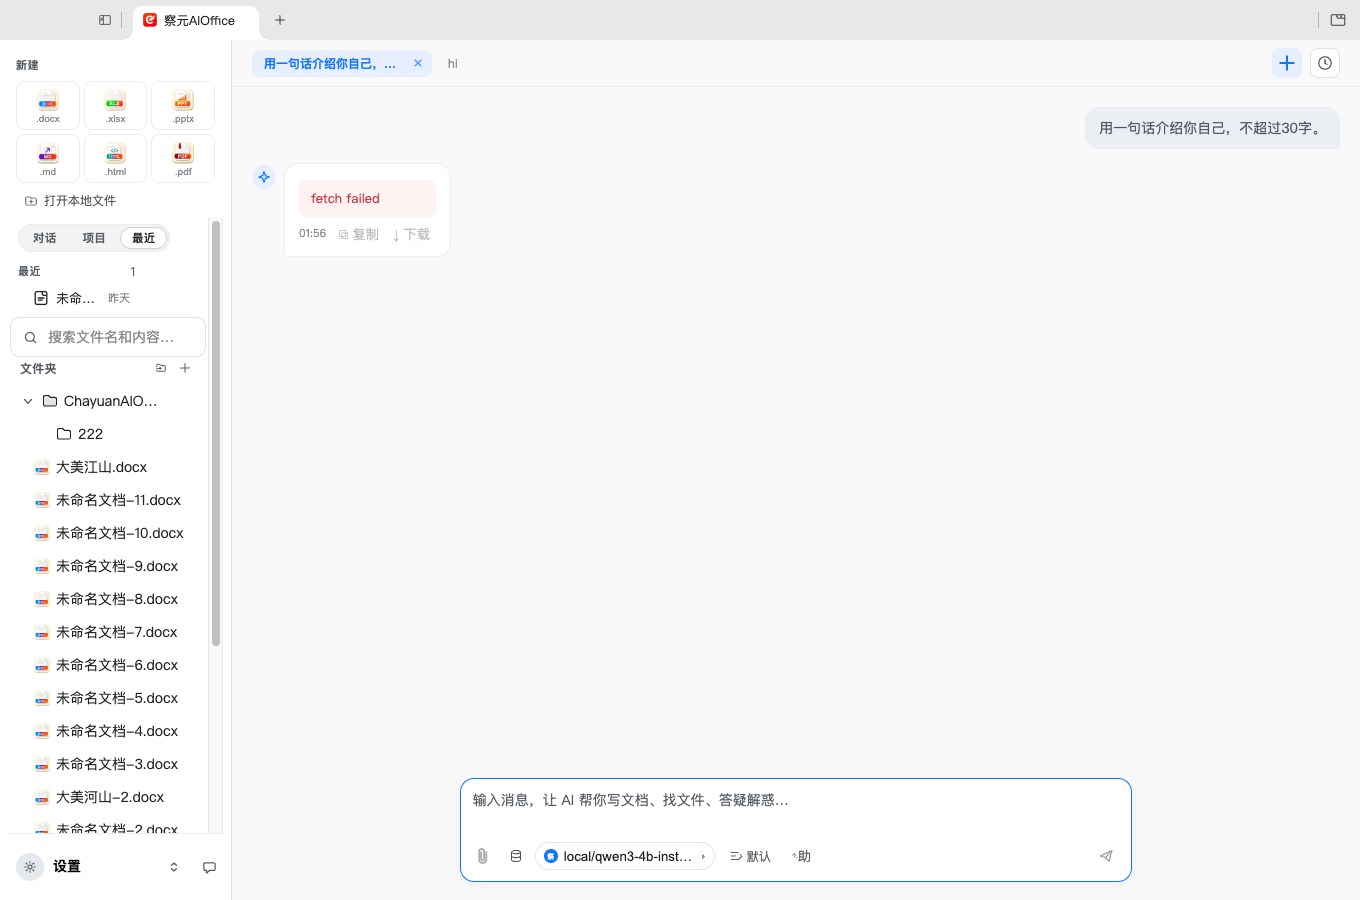 察元AIOffice
新建
.docx
.xlsx
.pptx
.md
.html
.pdf
打开本地文件
对话
项目
最近
最近 1
未命... 昨天
搜索文件名和内容...
文件夹
ChayuanAIO...
222
大美江山.docx
未命名文档-11.docx
未命名文档-10.docx
未命名文档-9.docx
未命名文档-8.docx
未命名文档-7.docx
未命名文档-6.docx
未命名文档-5.docx
未命名文档-4.docx
未命名文档-3.docx
大美河山-2.docx
未命名文档-2.docx
设置
用一句话介绍你自己，...
hi
用一句话介绍你自己，不超过30字。
fetch failed
01:56 复制 下载
输入消息，让 AI 帮你写文档、找文件、答疑解惑...
local/qwen3-4b-inst...
默认
助